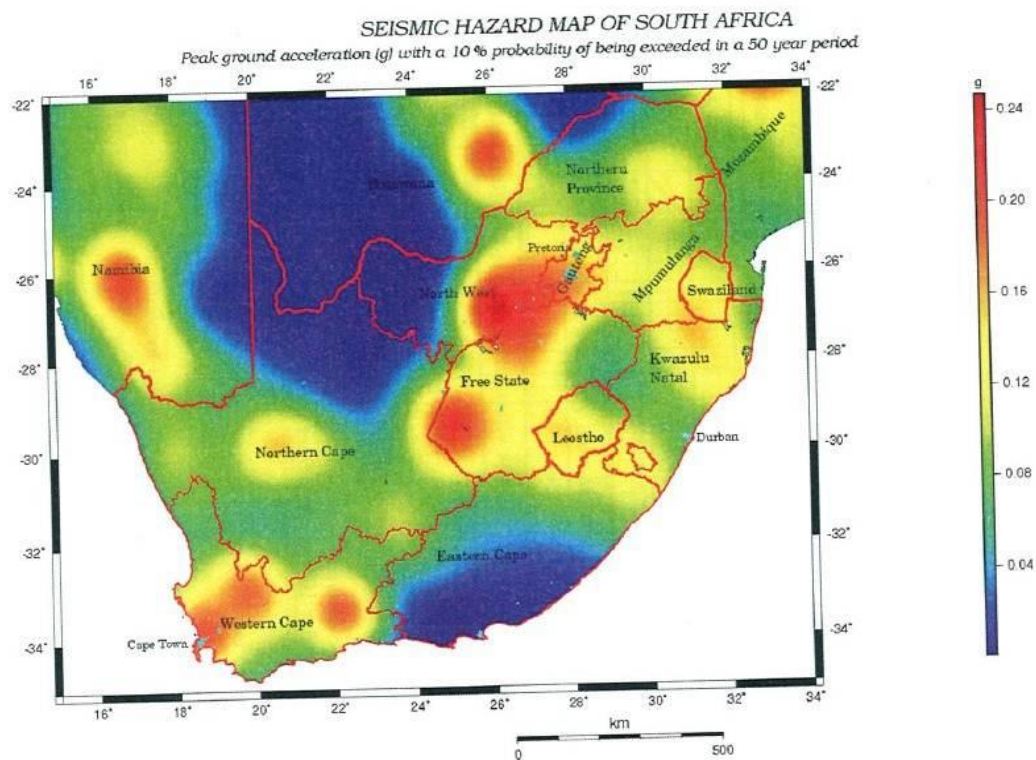 SEISMIC HAZARD MAP OF SOUTH AFRICA
Peak ground acceleration (g) with a 10 % probability of being exceeded in a 50 year period
16° 18° 20° 22° 24° 26° 28° 30° 32° 34°
g
-22° -22°
0.24
Mozambique
Northern
Province
Botswana
-24° -24°
0.20
Pretoria
Gauteng
Mpumulanga
Namibia
-26° North West Swaziland -26°
0.16
Kwazulu
Natal
-28° Free State -28°
0.12
Northern Cape Leostho Durban
-30° -30°
0.08
-32° Eastern Cape -32°
0.04
Western Cape
Cape Town
-34° -34°
16° 18° 20° 22° 24° 26° 28° 30° 32° 34°
km
0 500